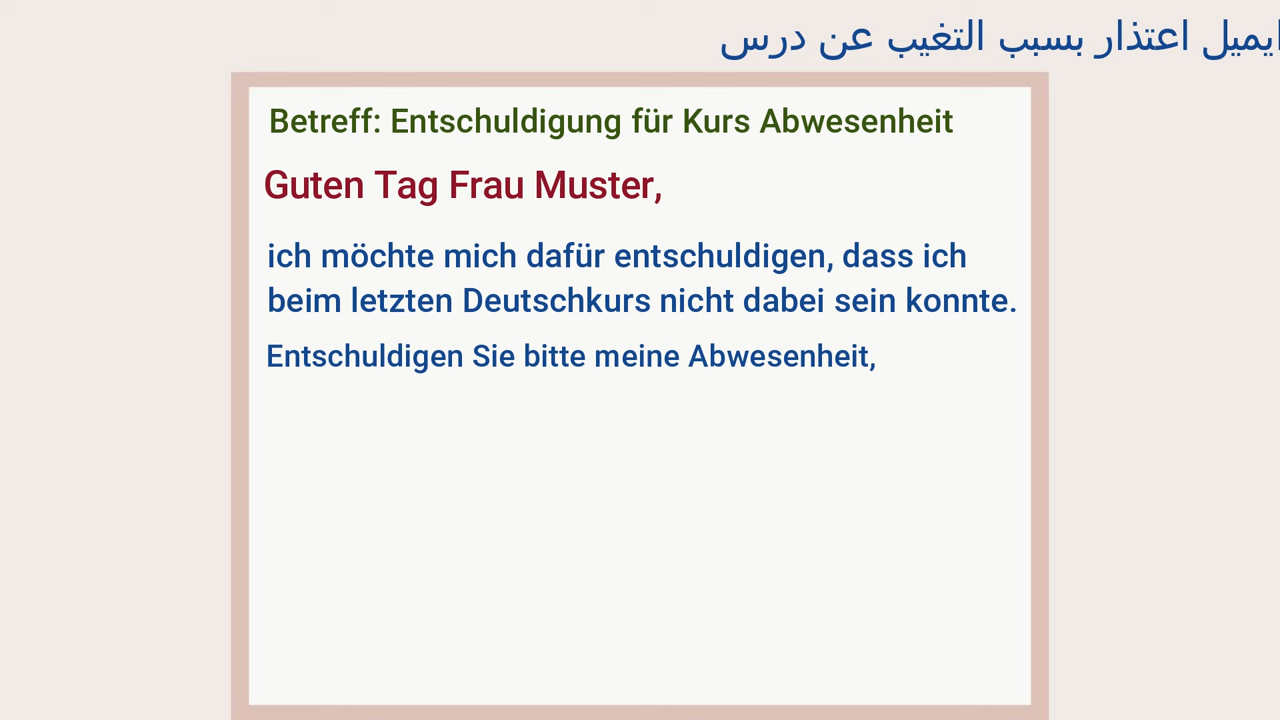 ايميل اعتذار بسبب التغيب عن درس
Betreff: Entschuldigung für Kurs Abwesenheit
Guten Tag Frau Muster,
ich möchte mich dafür entschuldigen, dass ich
beim letzten Deutschkurs nicht dabei sein konnte.
Entschuldigen Sie bitte meine Abwesenheit,